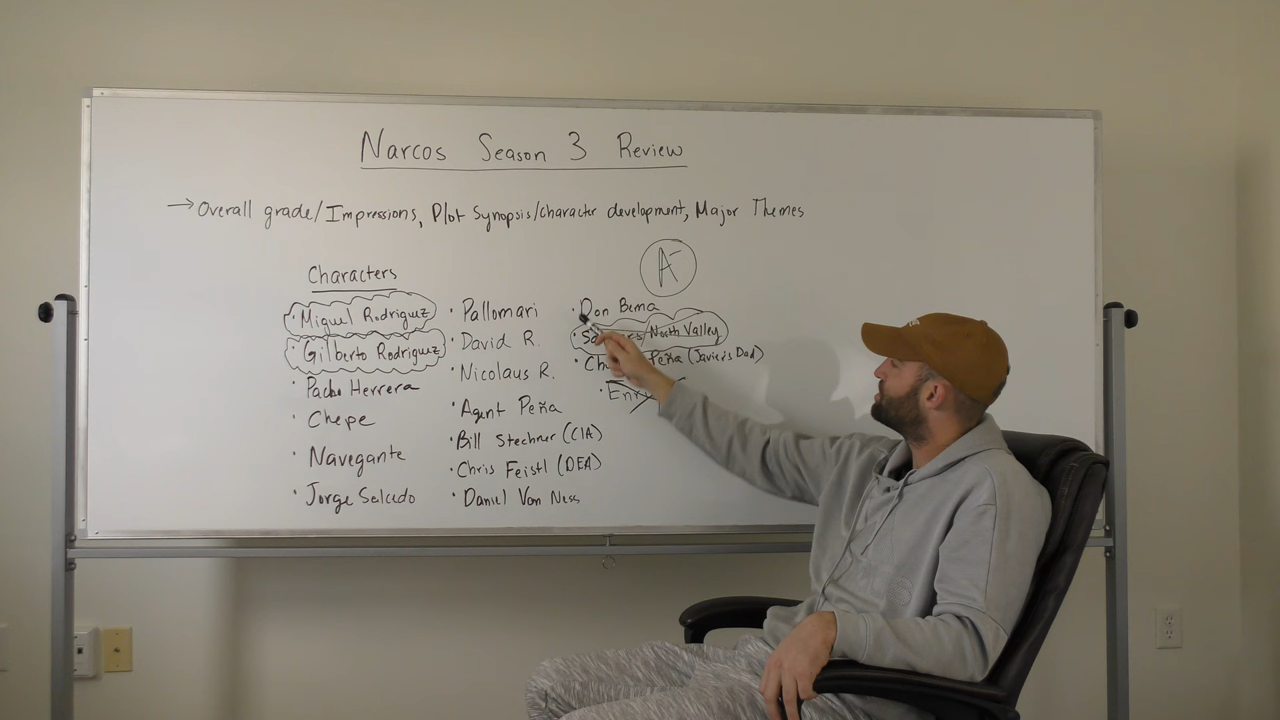 Narcos Season 3 Review
→ Overall grade/Impressions, Plot Synopsis/character development, Major Themes
A-
Characters
· Miguel Rodriguez
· Gilberto Rodriguez
· Pacho Herrera
· Chepe
· Navegante
· Jorge Salcedo
· Pallomari
· David R.
· Nicolaus R.
· Agent Peña
· Bill Stechner (CIA)
· Chris Feistl (DEA)
· Daniel Van Ness
· Don Berna
· /North Valley
· Peña (Javier's Dad)